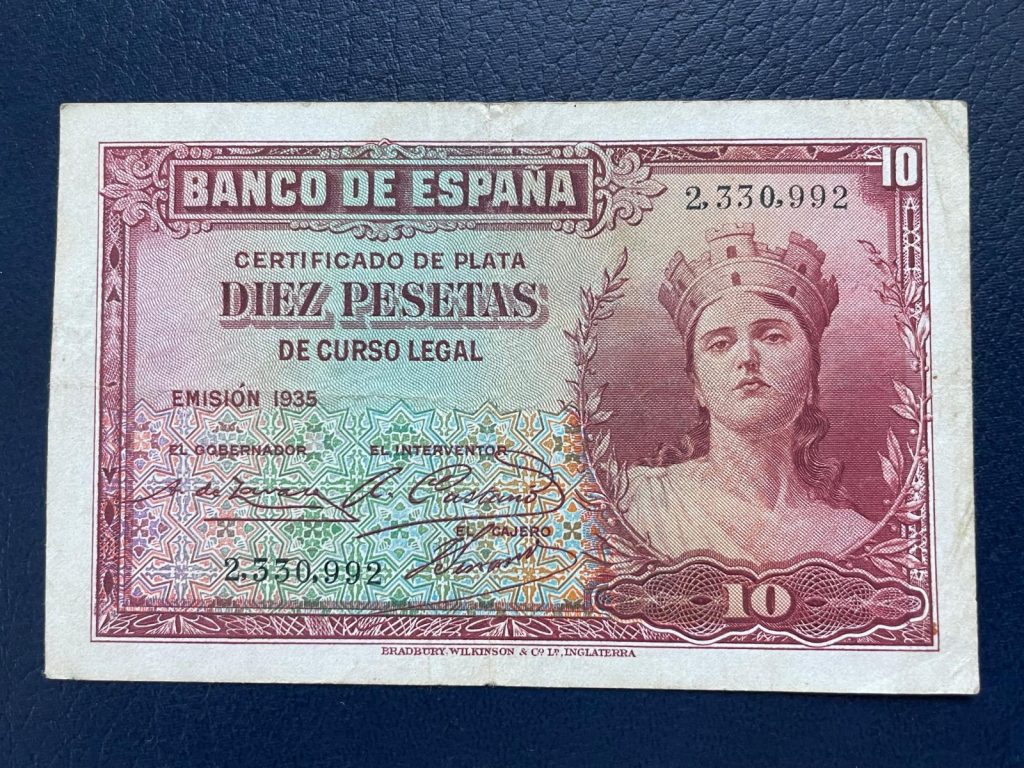 BANCO DE ESPAÑA
10
2,330,992
CERTIFICADO DE PLATA
DIEZ PESETAS
DE CURSO LEGAL
EMISIÓN 1935
EL GOBERNADOR EL INTERVENTOR
EL CAJERO
2,330,992
10
BRADBURY, WILKINSON & Cº Lᴰ, INGLATERRA